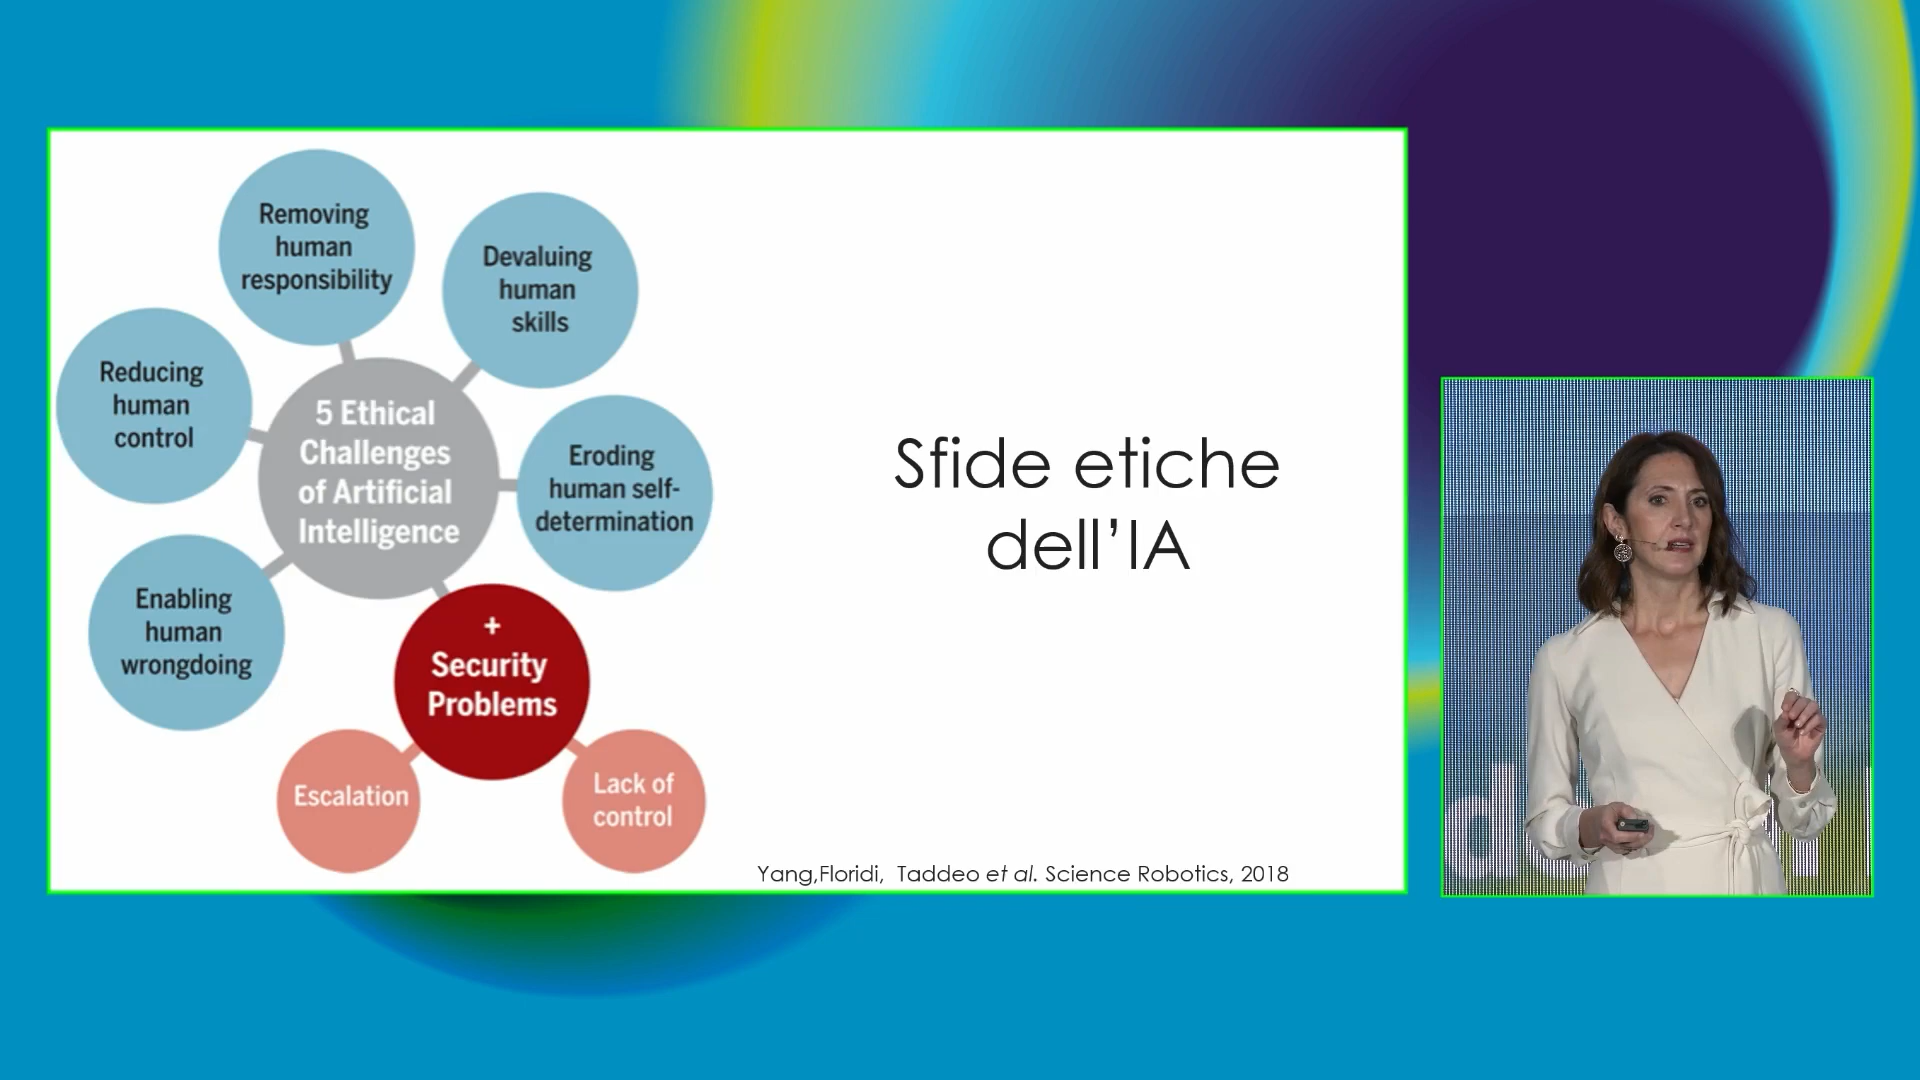 Removing
human
responsibility
Devaluing
human
skills
Reducing
human
control
5 Ethical
Challenges
of Artificial
Intelligence
Eroding
human self-
determination
Enabling
human
wrongdoing
+
Security
Problems
Escalation
Lack of
control
Sfide etiche
dell’IA
Yang,Floridi, Taddeo et al. Science Robotics, 2018